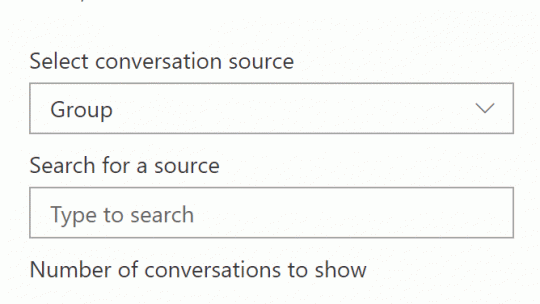 Select conversation source
Group
Search for a source
Type to search
Number of conversations to show